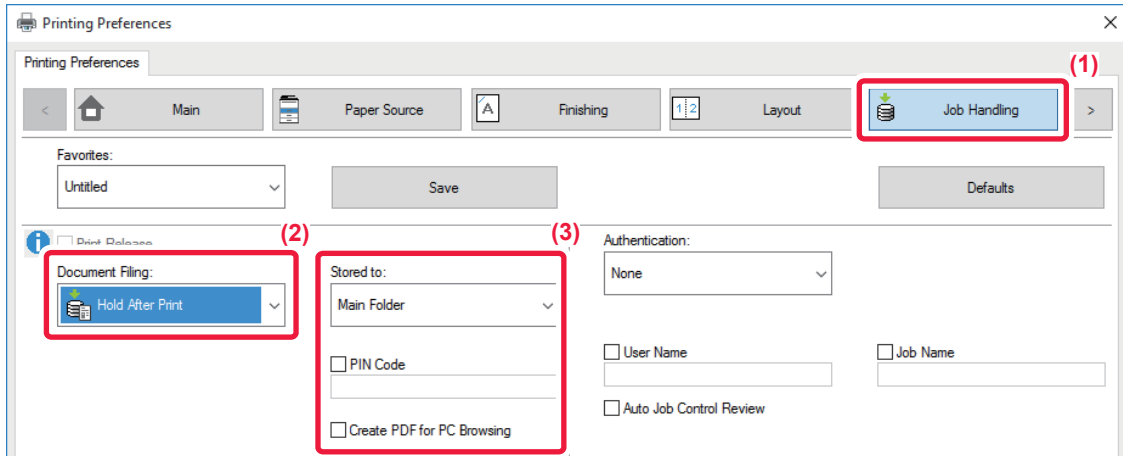 Printing Preferences
Printing Preferences
(1)
< Main Paper Source A Finishing 1 2 Layout Job Handling >
Favorites:
Untitled Save Defaults
(2) (3)
Print Release Authentication:
Document Filing: Stored to: None
Hold After Print Main Folder
PIN Code User Name Job Name
Auto Job Control Review
Create PDF for PC Browsing